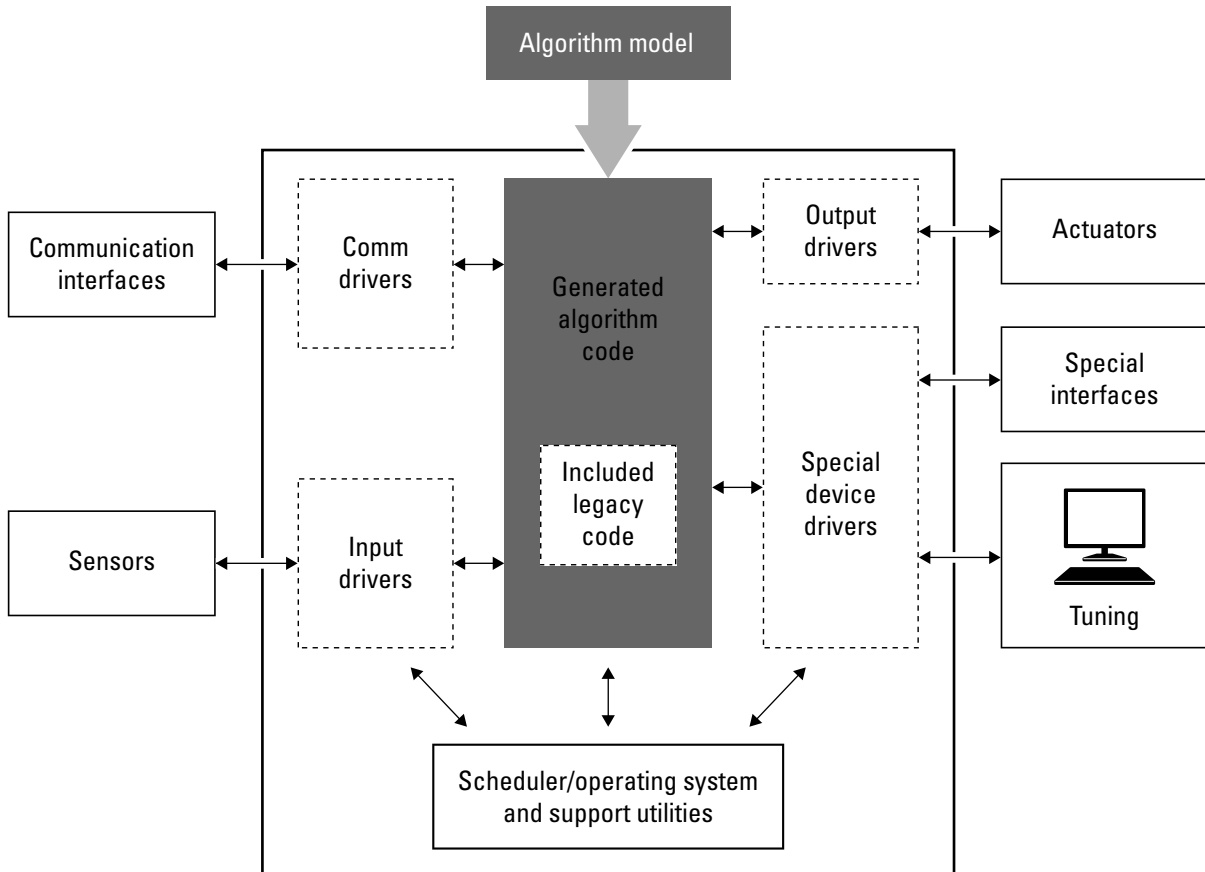 Algorithm model
Communication
interfaces
Comm
drivers
Generated
algorithm
code
Output
drivers
Actuators
Special
interfaces
Included
legacy
code
Special
device
drivers
Sensors
Input
drivers
Tuning
Scheduler/operating system
and support utilities